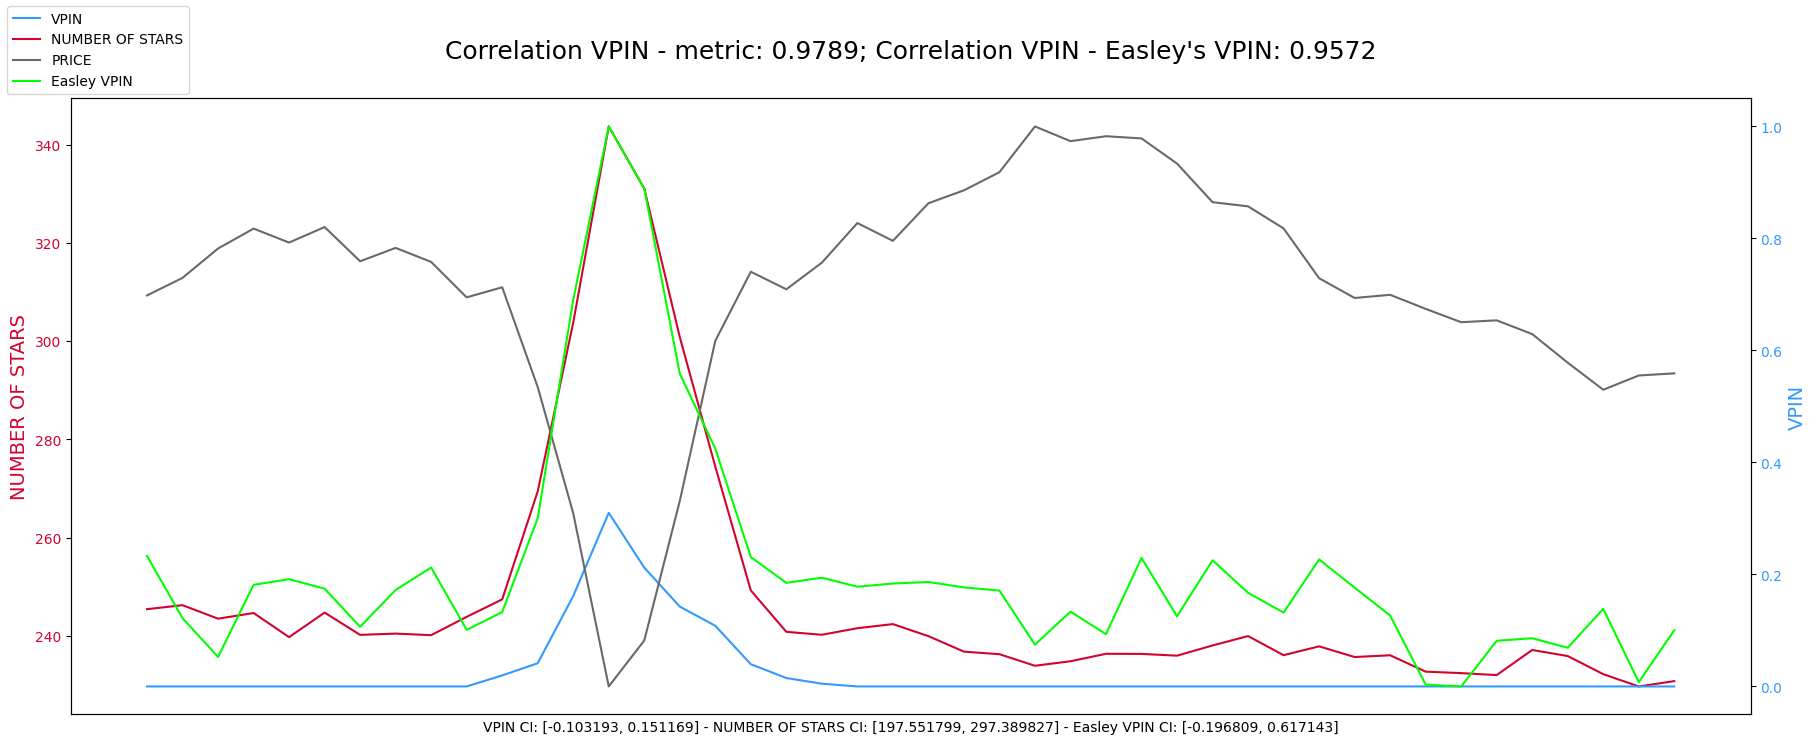 VPIN
NUMBER OF STARS
PRICE
Easley VPIN
Correlation VPIN - metric: 0.9789; Correlation VPIN - Easley's VPIN: 0.9572
NUMBER OF STARS
340
320
300
280
260
240
1.0
0.8
0.6
0.4
0.2
0.0
VPIN
VPIN CI: [-0.103193, 0.151169] - NUMBER OF STARS CI: [197.551799, 297.389827] - Easley VPIN CI: [-0.196809, 0.617143]